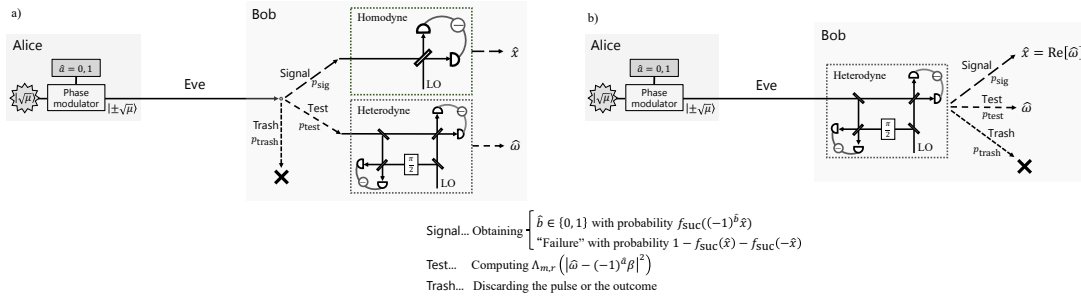 a)
Alice
â = 0, 1
|√μ⟩
Phase
modulator
|±√μ⟩
Eve
Bob
Signal
p_sig
Test
p_test
Trash
p_trash
Homodyne
LO
x̂
Heterodyne
π/2
LO
ω̂
b)
Alice
â = 0, 1
|√μ⟩
Phase
modulator
|±√μ⟩
Eve
Bob
Heterodyne
π/2
LO
Signal
p_sig
x̂ = Re[ω̂]
Test
p_test
ω̂
Trash
p_trash
Signal... Obtaining { b̂ ∈ {0, 1} with probability f_suc((−1)^b̂ x̂)
“Failure” with probability 1 − f_suc(x̂) − f_suc(−x̂)
Test... Computing Λ_{m,r}(|ω̂ − (−1)^â β|²)
Trash... Discarding the pulse or the outcome